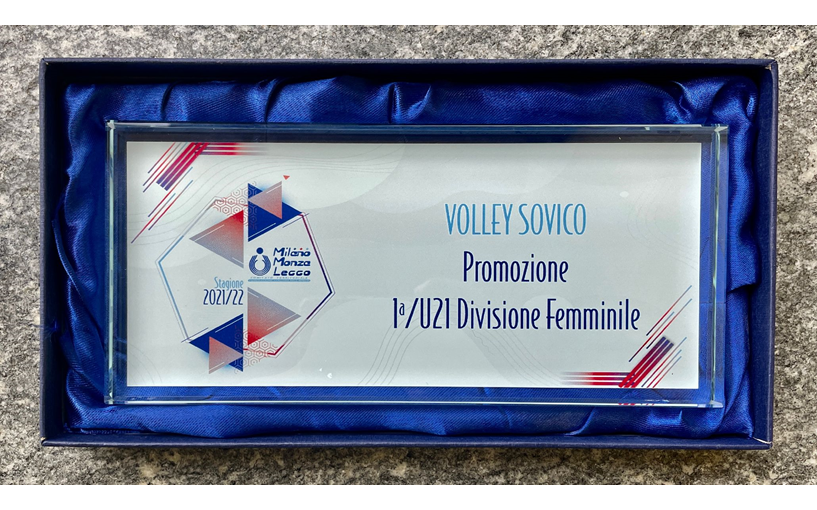 Stagione
2021/22
Milano
Monza
Lecco
VOLLEY SOVICO
Promozione
1ª/U21 Divisione Femminile